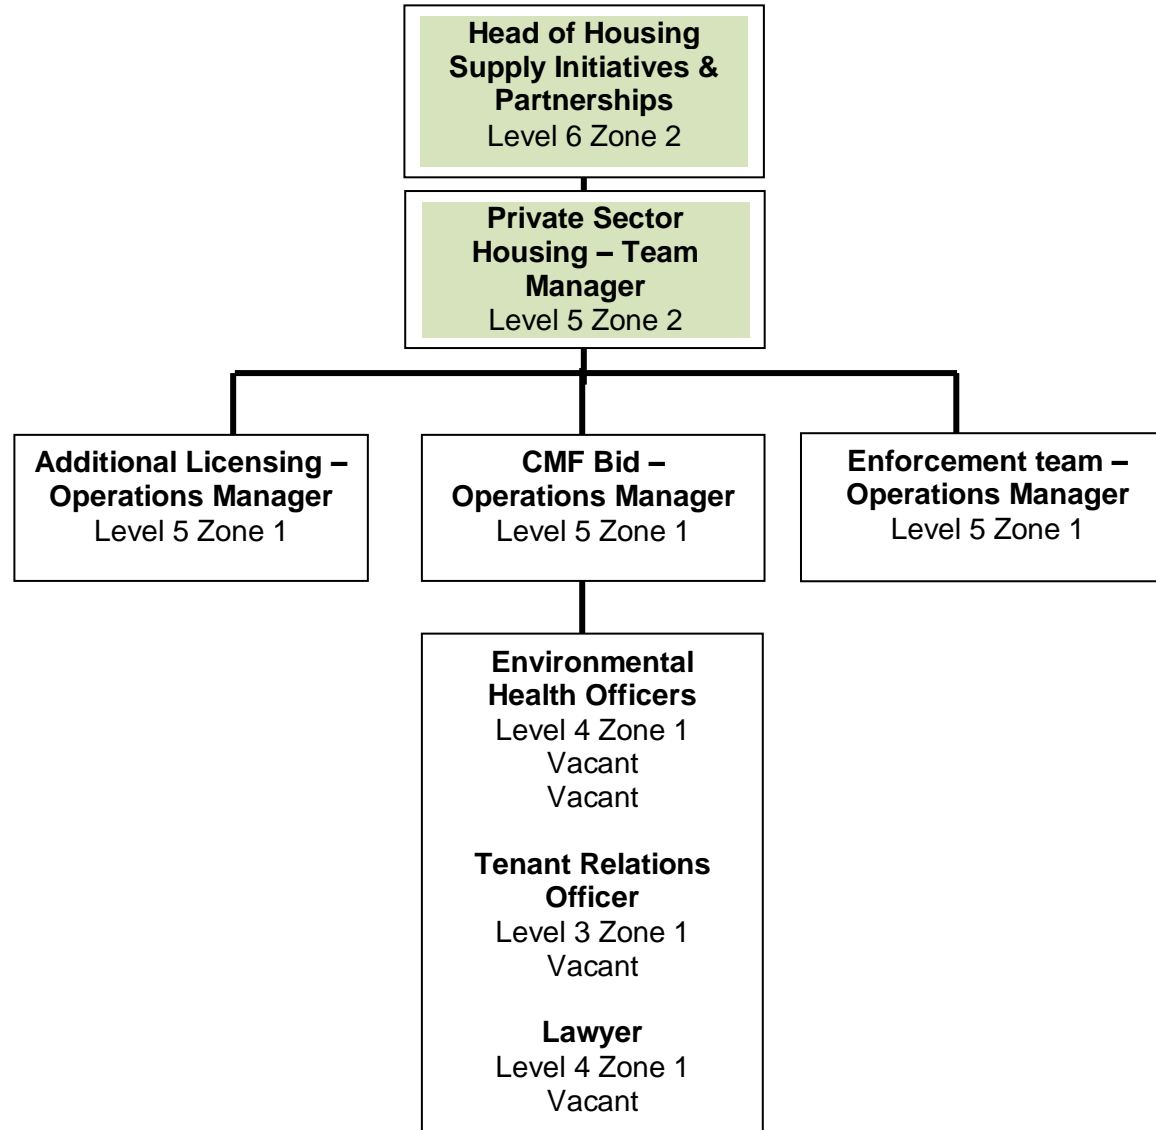 Head of Housing
Supply Initiatives &
Partnerships
Level 6 Zone 2
Private Sector
Housing – Team
Manager
Level 5 Zone 2
Additional Licensing –
Operations Manager
Level 5 Zone 1
CMF Bid –
Operations Manager
Level 5 Zone 1
Enforcement team –
Operations Manager
Level 5 Zone 1
Environmental
Health Officers
Level 4 Zone 1
Vacant
Vacant
Tenant Relations
Officer
Level 3 Zone 1
Vacant
Lawyer
Level 4 Zone 1
Vacant